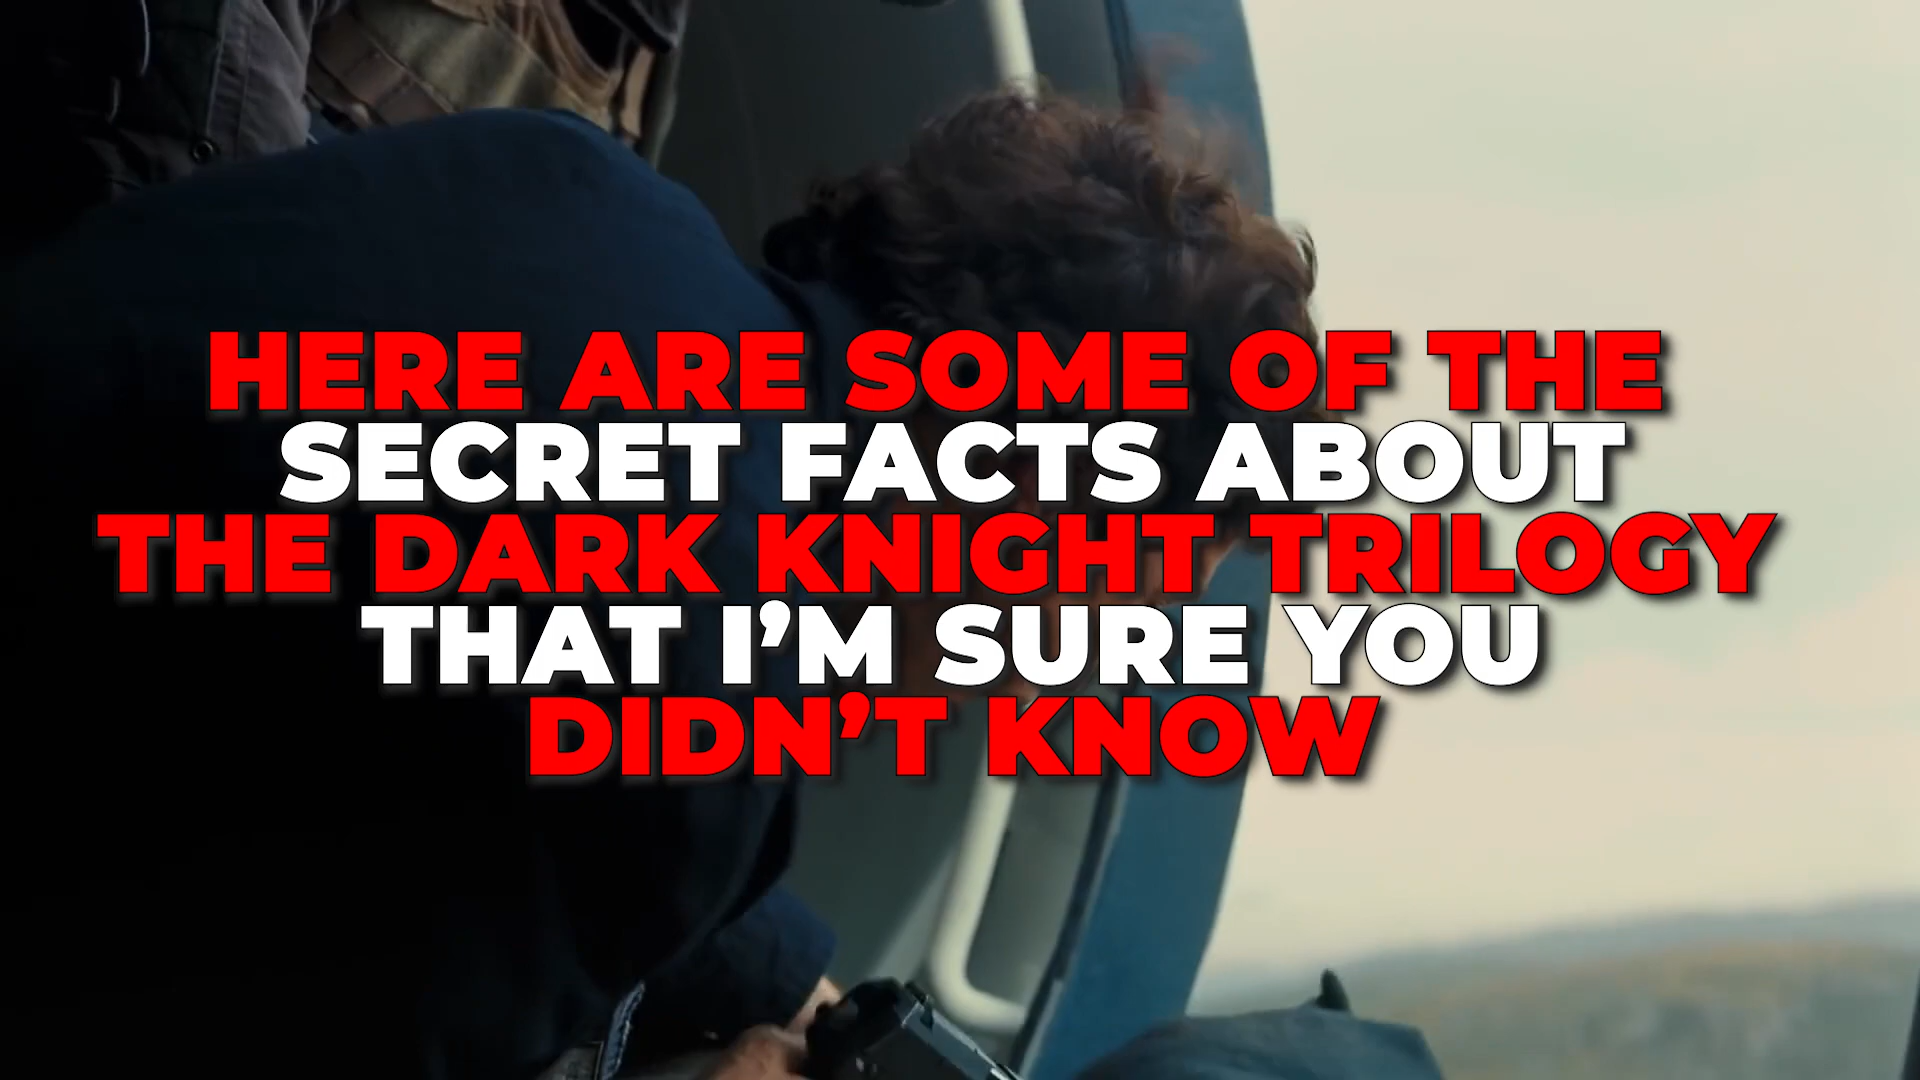 HERE ARE SOME OF THE
SECRET FACTS ABOUT
THE DARK KNIGHT TRILOGY
THAT I’M SURE YOU
DIDN’T KNOW